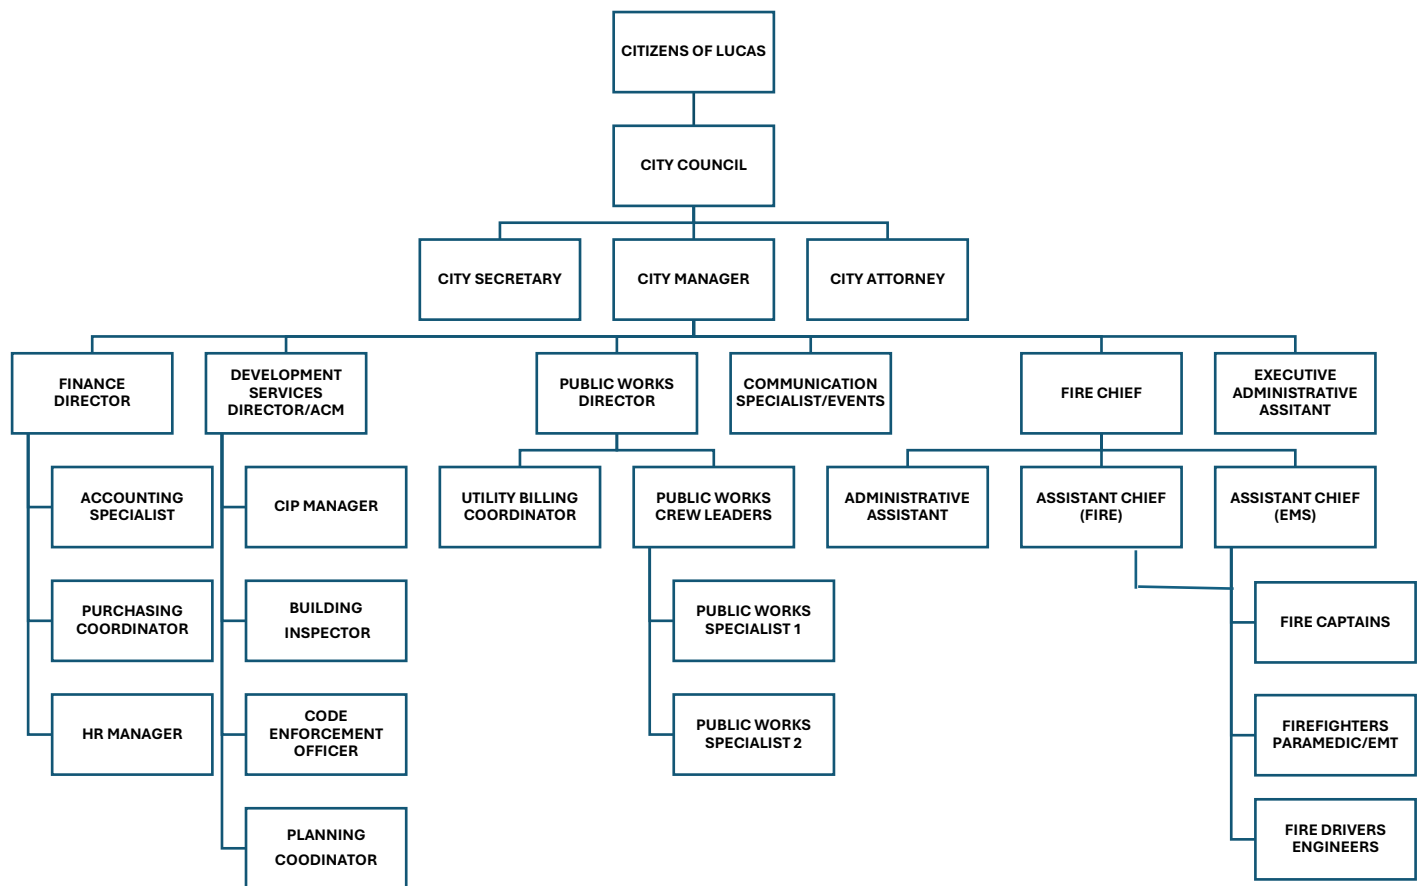 CITIZENS OF LUCAS
CITY COUNCIL
CITY SECRETARY
CITY MANAGER
CITY ATTORNEY
FINANCE
DIRECTOR
DEVELOPMENT
SERVICES
DIRECTOR/ACM
PUBLIC WORKS
DIRECTOR
COMMUNICATION
SPECIALIST/EVENTS
FIRE CHIEF
EXECUTIVE
ADMINISTRATIVE
ASSITANT
ACCOUNTING
SPECIALIST
CIP MANAGER
UTILITY BILLING
COORDINATOR
PUBLIC WORKS
CREW LEADERS
ADMINISTRATIVE
ASSISTANT
ASSISTANT CHIEF
(FIRE)
ASSISTANT CHIEF
(EMS)
PURCHASING
COORDINATOR
BUILDING
INSPECTOR
PUBLIC WORKS
SPECIALIST 1
FIRE CAPTAINS
HR MANAGER
CODE
ENFORCEMENT
OFFICER
PUBLIC WORKS
SPECIALIST 2
FIREFIGHTERS
PARAMEDIC/EMT
PLANNING
COODINATOR
FIRE DRIVERS
ENGINEERS